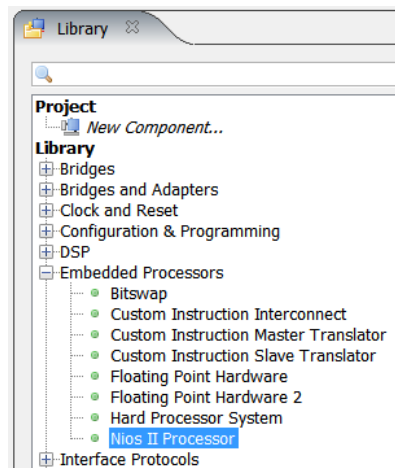 Library
Project
New Component...
Library
Bridges
Bridges and Adapters
Clock and Reset
Configuration & Programming
DSP
Embedded Processors
Bitswap
Custom Instruction Interconnect
Custom Instruction Master Translator
Custom Instruction Slave Translator
Floating Point Hardware
Floating Point Hardware 2
Hard Processor System
Nios II Processor
Interface Protocols